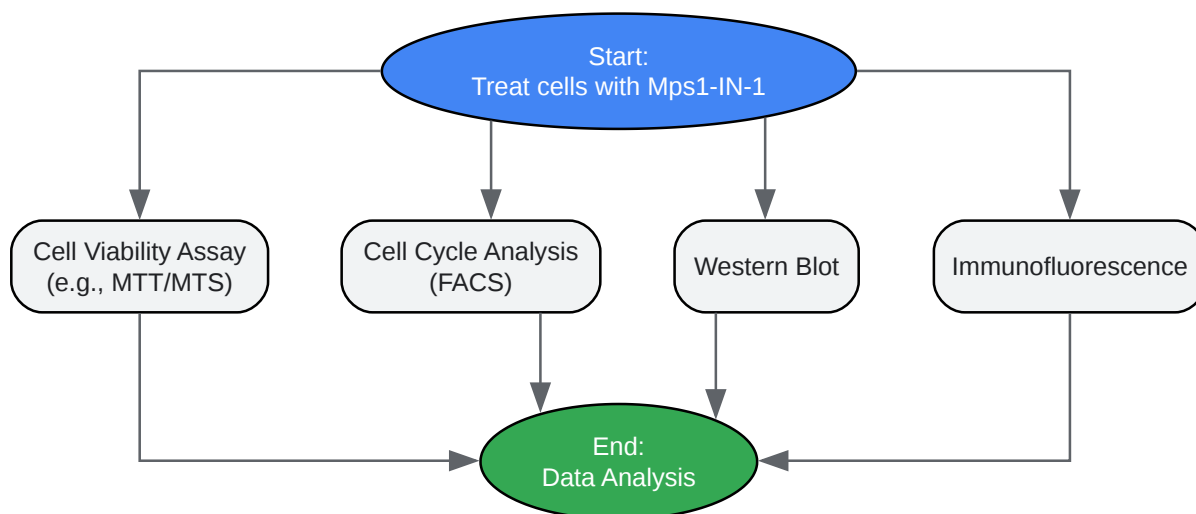 Start:
Treat cells with Mps1-IN-1
Cell Viability Assay
(e.g., MTT/MTS)
Cell Cycle Analysis
(FACS)
Western Blot
Immunofluorescence
End:
Data Analysis